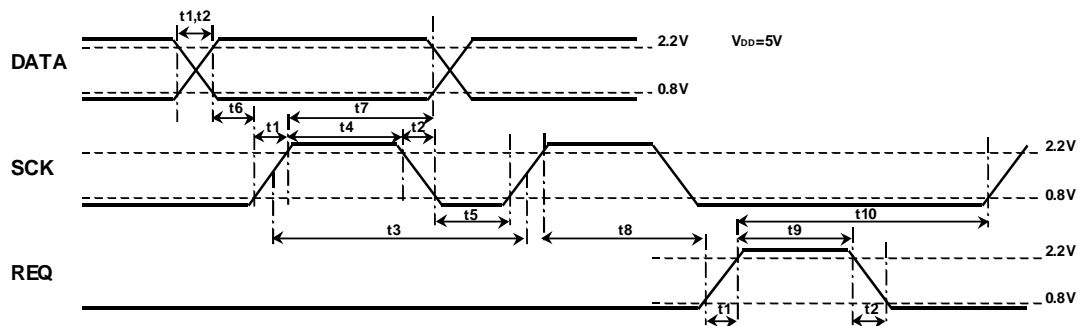 t1,t2
DATA
2.2V
VDD=5V
0.8V
t6
t7
t1
t4
t2
SCK
2.2V
0.8V
t5
t10
t3
t8
t9
REQ
2.2V
0.8V
t1
t2